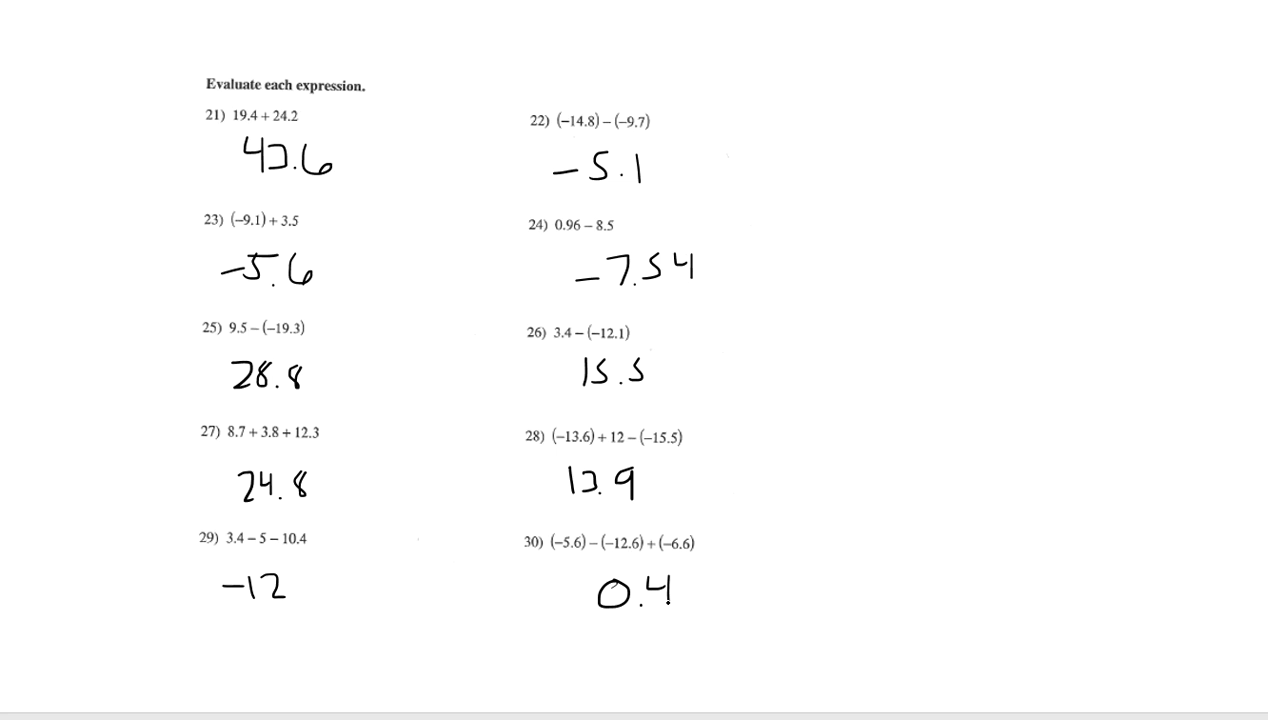 Evaluate each expression.
21) 19.4 + 24.2
43.6
22) (−14.8) − (−9.7)
−5.1
23) (−9.1) + 3.5
−5.6
24) 0.96 − 8.5
−7.54
25) 9.5 − (−19.3)
28.8
26) 3.4 − (−12.1)
15.5
27) 8.7 + 3.8 + 12.3
24.8
28) (−13.6) + 12 − (−15.5)
13.9
29) 3.4 − 5 − 10.4
−12
30) (−5.6) − (−12.6) + (−6.6)
0.4